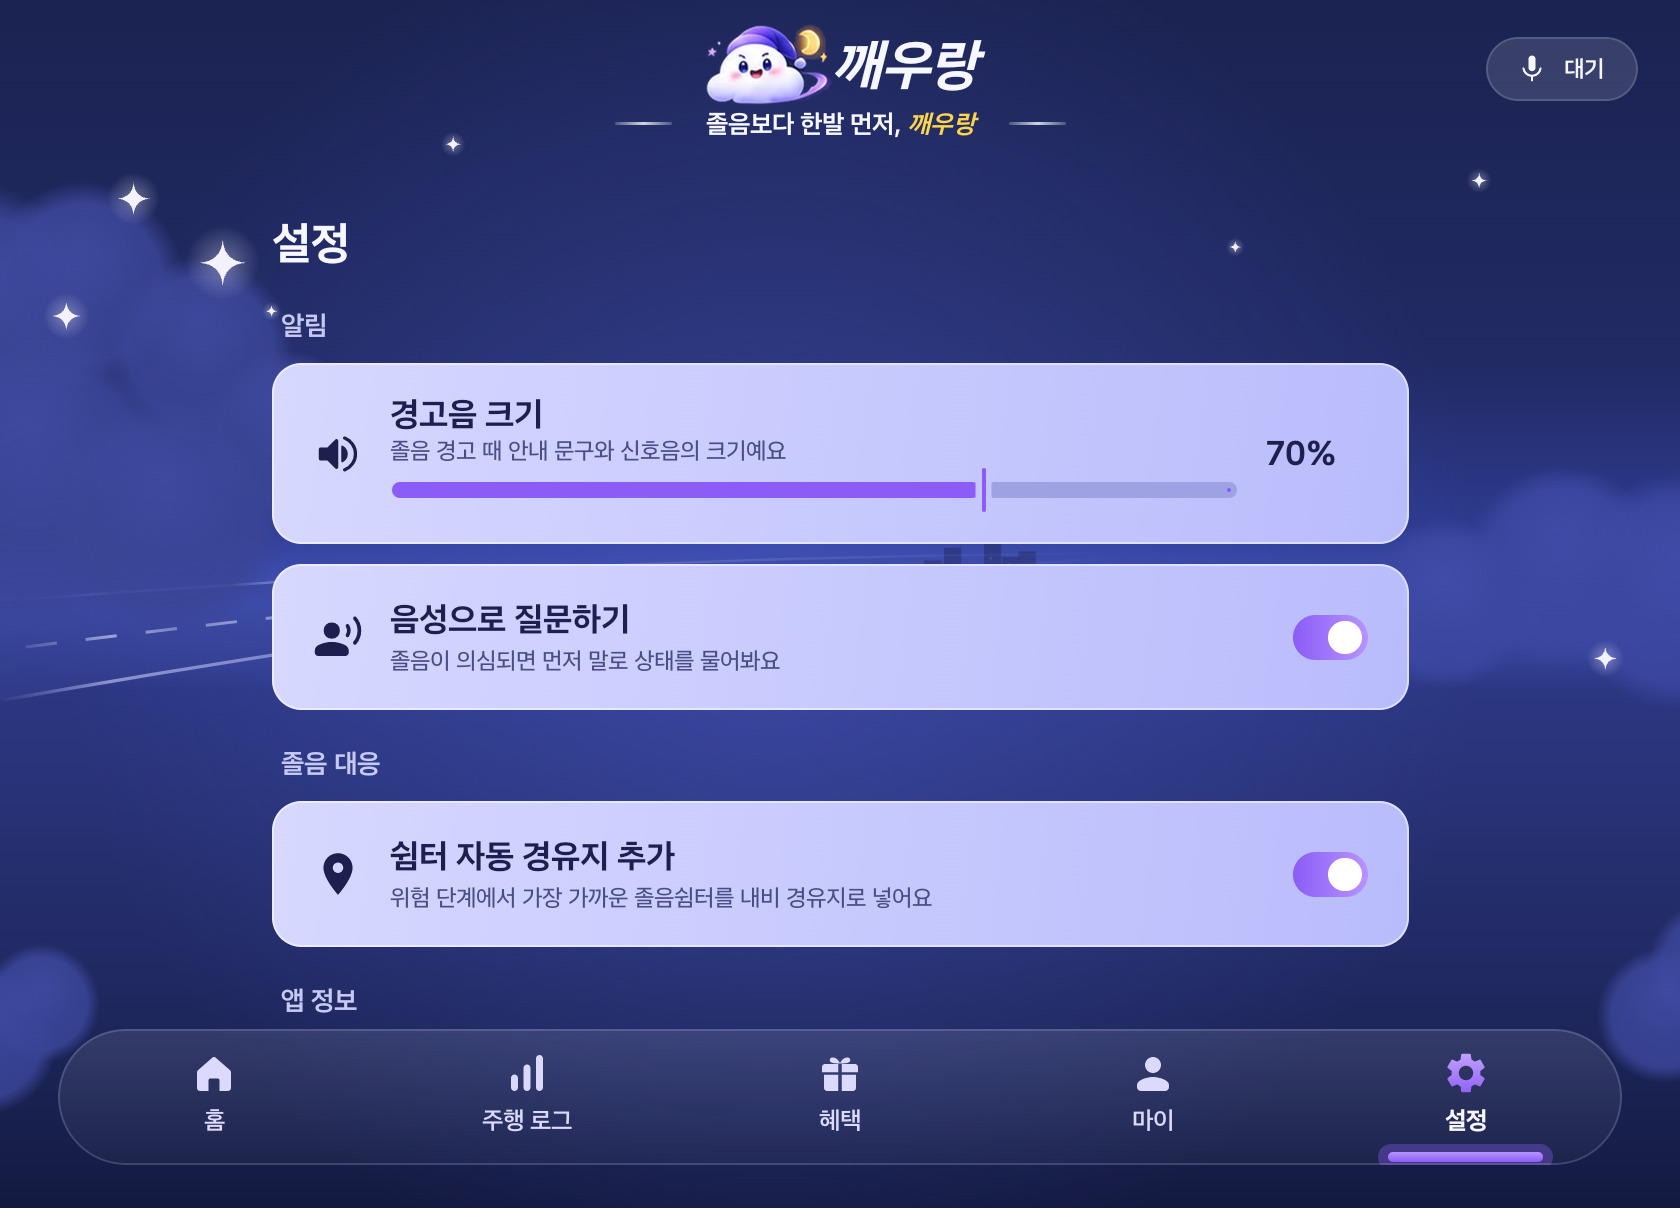 깨우랑
대기
졸음보다 한발 먼저, 깨우랑
설정
알림
경고음 크기
졸음 경고 때 안내 문구와 신호음의 크기예요
70%
음성으로 질문하기
졸음이 의심되면 먼저 말로 상태를 물어봐요
졸음 대응
쉼터 자동 경유지 추가
위험 단계에서 가장 가까운 졸음쉼터를 내비 경유지로 넣어요
앱 정보
홈
주행 로그
혜택
마이
설정